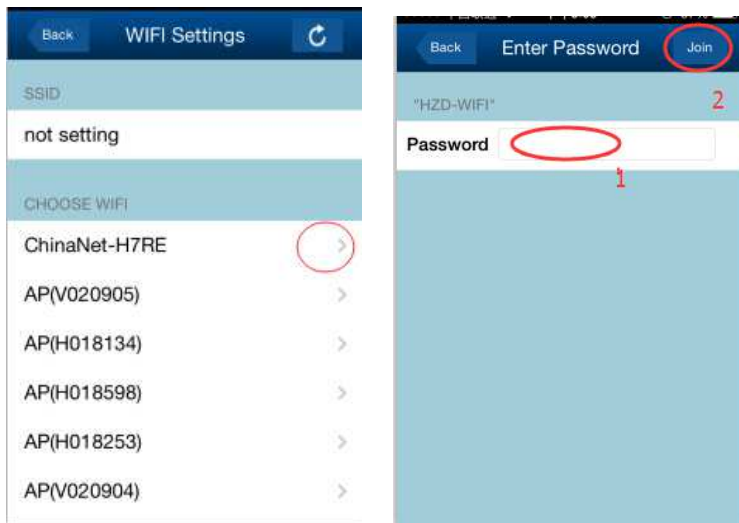 Back WIFI Settings
SSID
not setting
CHOOSE WIFI
ChinaNet-H7RE
AP(V020905)
AP(H018134)
AP(H018598)
AP(H018253)
AP(V020904)
Back Enter Password Join
"HZD-WIFI"
2
Password
1